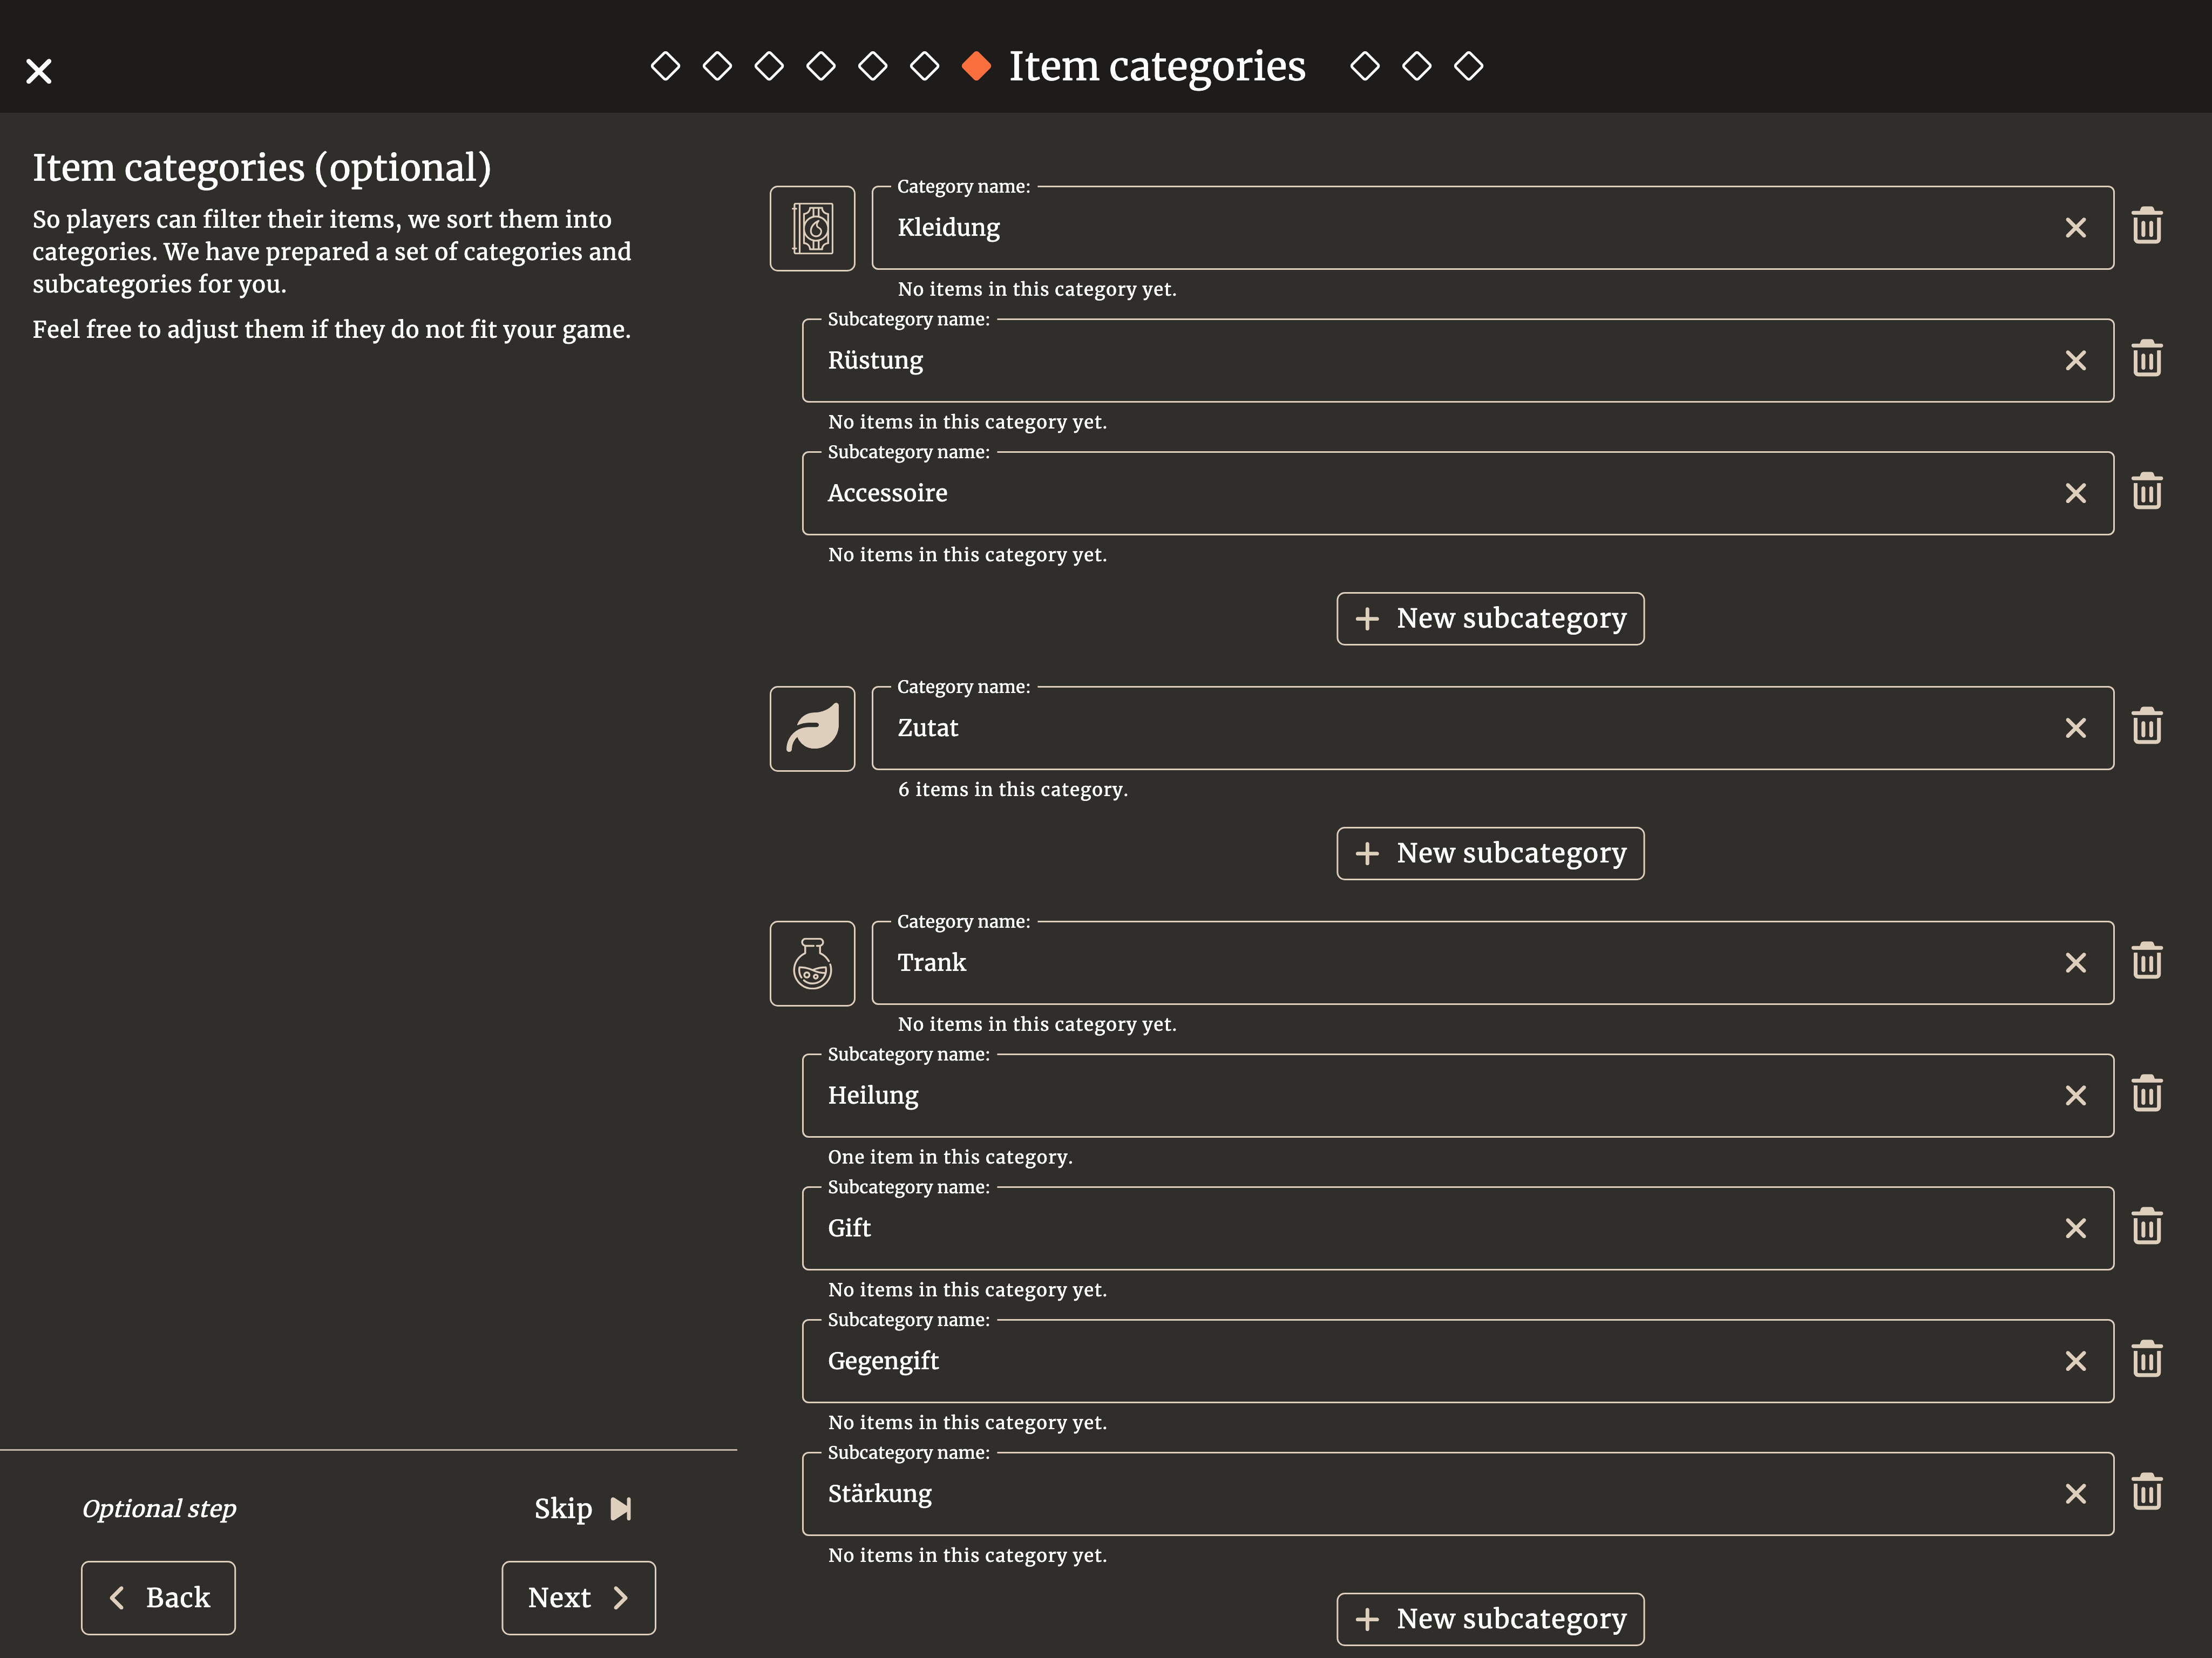 Item categories
Item categories (optional)
So players can filter their items, we sort them into
categories. We have prepared a set of categories and
subcategories for you.
Feel free to adjust them if they do not fit your game.
Optional step
Skip
Back
Next
Category name:
Kleidung
No items in this category yet.
Subcategory name:
Rüstung
No items in this category yet.
Subcategory name:
Accessoire
No items in this category yet.
New subcategory
Category name:
Zutat
6 items in this category.
New subcategory
Category name:
Trank
No items in this category yet.
Subcategory name:
Heilung
One item in this category.
Subcategory name:
Gift
No items in this category yet.
Subcategory name:
Gegengift
No items in this category yet.
Subcategory name:
Stärkung
No items in this category yet.
New subcategory